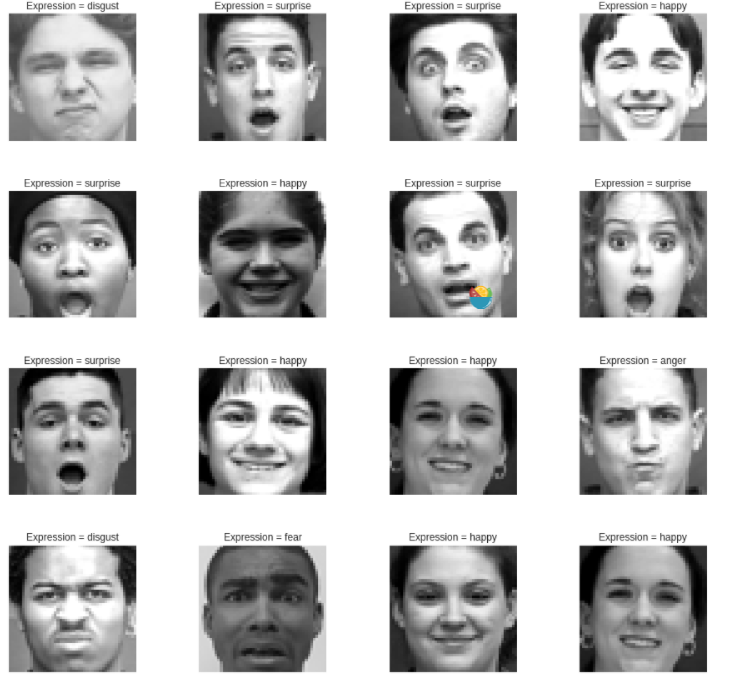 Expression = disgust
Expression = surprise
Expression = surprise
Expression = happy
Expression = surprise
Expression = happy
Expression = surprise
Expression = surprise
Expression = surprise
Expression = happy
Expression = happy
Expression = anger
Expression = disgust
Expression = fear
Expression = happy
Expression = happy